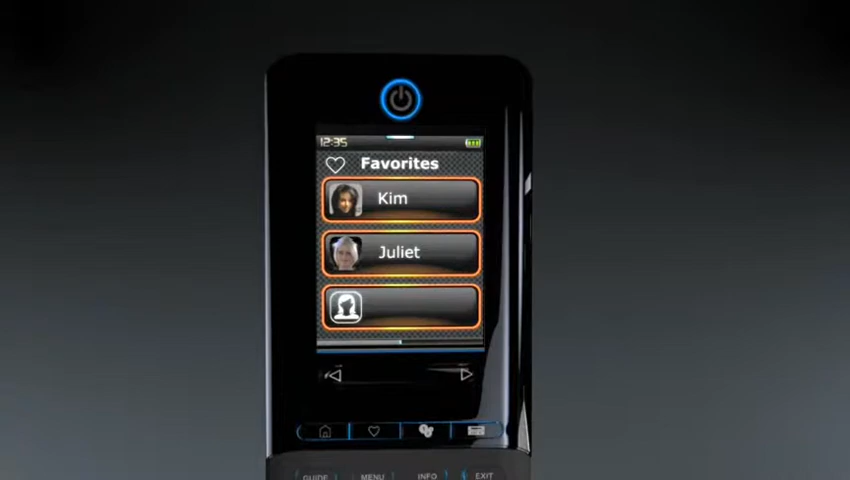 12:35
Favorites
Kim
Juliet
GUIDE MENU INFO EXIT